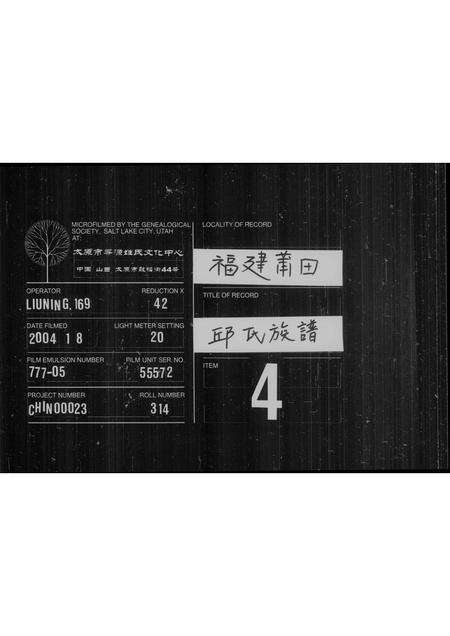 MICROFILMED BY THE GENEALOGICAL
SOCIETY, SALT LAKE CITY, UTAH
AT:
太原市寻源姓氏文化中心
中国 山西 太原市鼓楼街44号
OPERATOR REDUCTION X
LIUNING.169 42
DATE FILMED LIGHT METER SETTING
2004 1 8 20
FILM EMULSION NUMBER FILM UNIT SER. NO.
777-05 55572
PROJECT NUMBER ROLL NUMBER
CHIN00023 314
LOCALITY OF RECORD
福建莆田
TITLE OF RECORD
邱氏族譜
ITEM
4